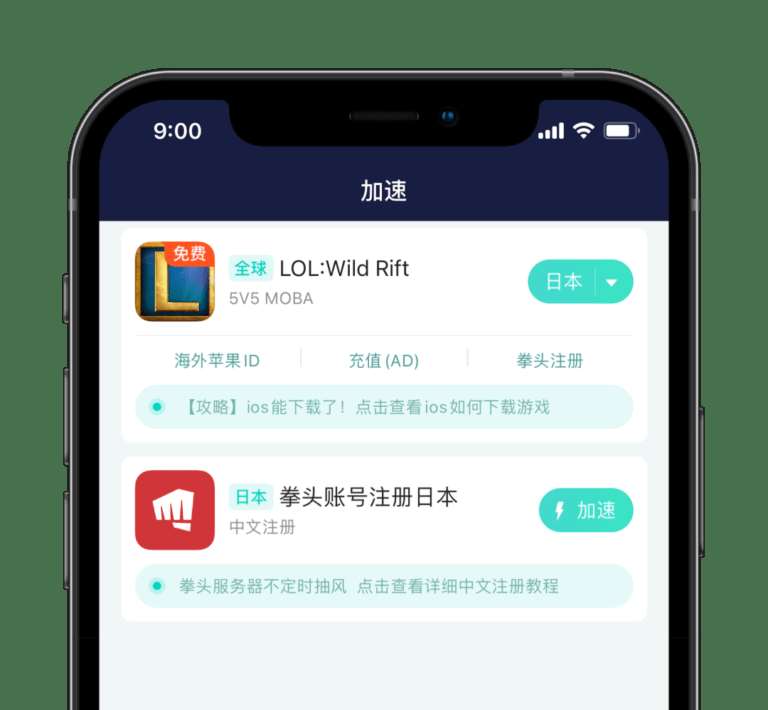 9:00
加速
免费
全球 LOL:Wild Rift
5V5 MOBA
日本
海外苹果ID
充值(AD)
拳头注册
【攻略】ios能下载了！点击查看ios如何下载游戏
日本 拳头账号注册日本
中文注册
加速
拳头服务器不定时抽风 点击查看详细中文注册教程